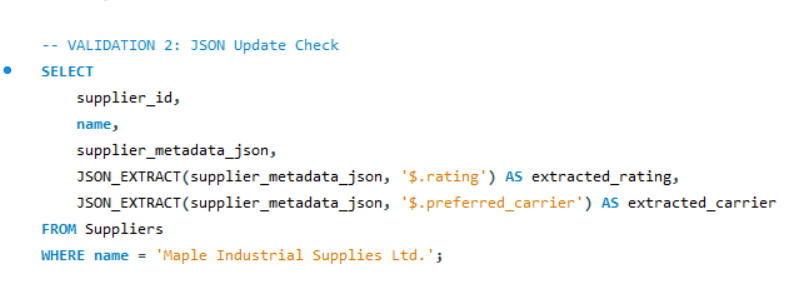 -- VALIDATION 2: JSON Update Check
SELECT
supplier_id,
name,
supplier_metadata_json,
JSON_EXTRACT(supplier_metadata_json, '$.rating') AS extracted_rating,
JSON_EXTRACT(supplier_metadata_json, '$.preferred_carrier') AS extracted_carrier
FROM Suppliers
WHERE name = 'Maple Industrial Supplies Ltd.';